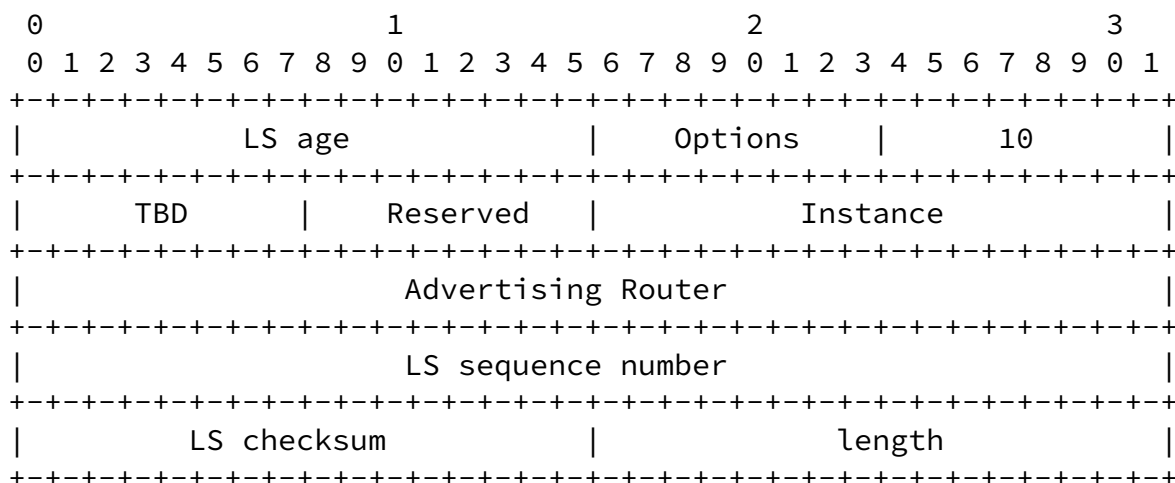 0                   1                   2                   3
 0 1 2 3 4 5 6 7 8 9 0 1 2 3 4 5 6 7 8 9 0 1 2 3 4 5 6 7 8 9 0 1
+-+-+-+-+-+-+-+-+-+-+-+-+-+-+-+-+-+-+-+-+-+-+-+-+-+-+-+-+-+-+-+-+
|            LS age             |    Options    |      10       |
+-+-+-+-+-+-+-+-+-+-+-+-+-+-+-+-+-+-+-+-+-+-+-+-+-+-+-+-+-+-+-+-+
|      TBD      |    Reserved   |           Instance            |
+-+-+-+-+-+-+-+-+-+-+-+-+-+-+-+-+-+-+-+-+-+-+-+-+-+-+-+-+-+-+-+-+
|                     Advertising Router                        |
+-+-+-+-+-+-+-+-+-+-+-+-+-+-+-+-+-+-+-+-+-+-+-+-+-+-+-+-+-+-+-+-+
|                     LS sequence number                        |
+-+-+-+-+-+-+-+-+-+-+-+-+-+-+-+-+-+-+-+-+-+-+-+-+-+-+-+-+-+-+-+-+
|         LS checksum           |             length            |
+-+-+-+-+-+-+-+-+-+-+-+-+-+-+-+-+-+-+-+-+-+-+-+-+-+-+-+-+-+-+-+-+